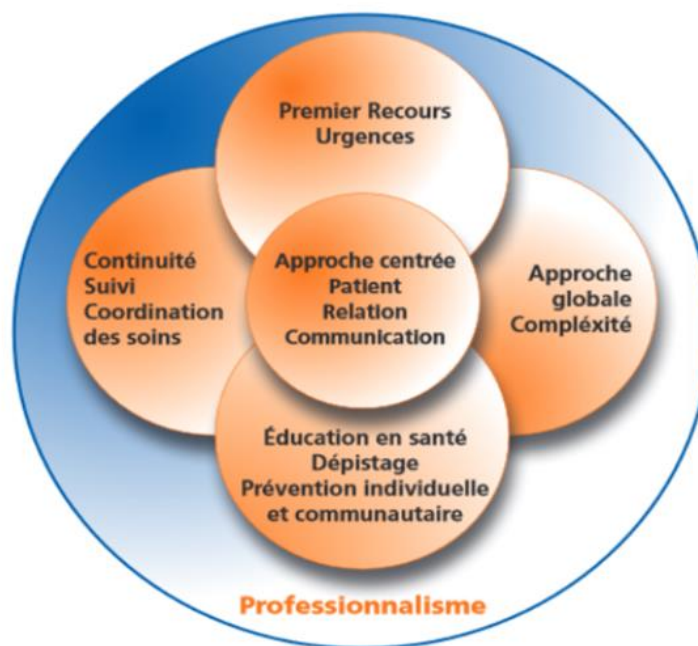 Premier Recours
Urgences
Continuité
Suivi
Coordination
des soins
Approche centrée
Patient
Relation
Communication
Approche
globale
Compléxité
Éducation en santé
Dépistage
Prévention individuelle
et communautaire
Professionnalisme